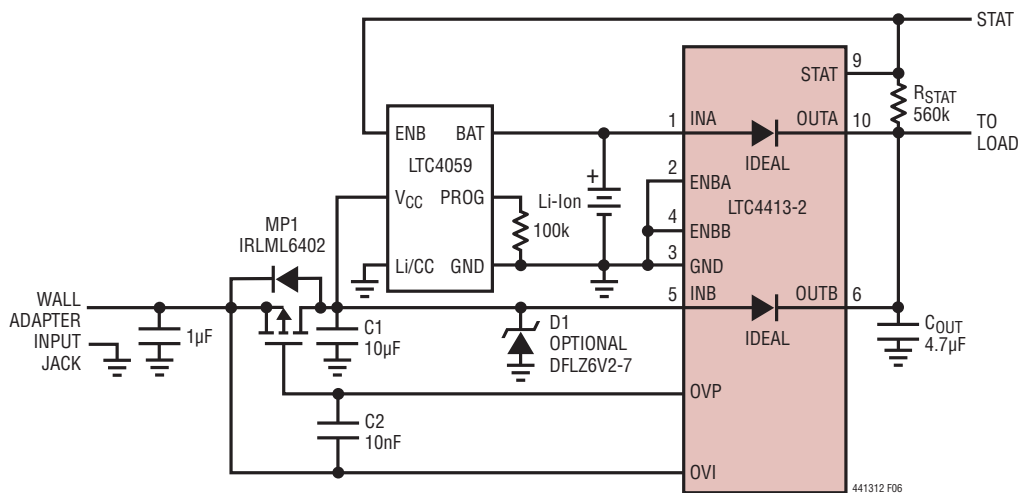 STAT
9
STAT
R_STAT
560k
ENB
BAT
1
INA
OUTA
10
TO
LOAD
LTC4059
IDEAL
2
ENBA
+
Li-Ion
LTC4413-2
VCC
PROG
MP1
IRLML6402
100k
4
ENBB
3
GND
Li/CC
GND
5
INB
OUTB
6
WALL
ADAPTER
INPUT
JACK
1µF
C1
10µF
D1
OPTIONAL
DFLZ6V2-7
IDEAL
COUT
4.7µF
OVP
C2
10nF
OVI
441312 F06